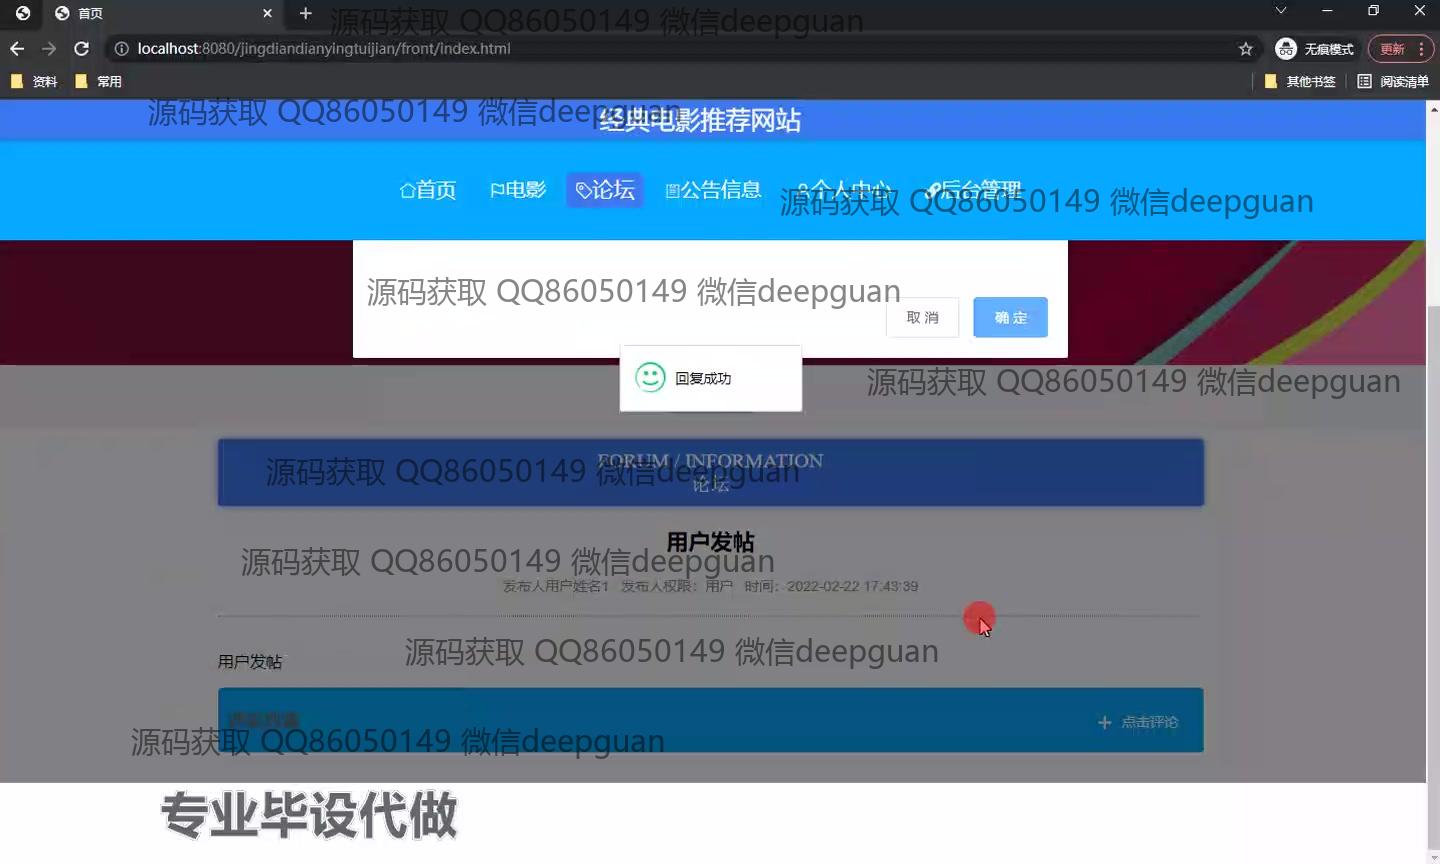 首页
源码获取 QQ86050149 微信deepguan
localhost:8080/jingdiandianyingtuijian/front/index.html
无痕模式
更新
资料
常用
其他书签
阅读清单
源码获取 QQ86050149 微信deepguan
经典电影推荐网站
首页
电影
论坛
公告信息
个人中心
后台管理
源码获取 QQ86050149 微信deepguan
源码获取 QQ86050149 微信deepguan
取消
确定
回复成功
源码获取 QQ86050149 微信deepguan
FORUM / INFORMATION
源码获取 QQ86050149 微信deepguan
论坛
用户发帖
源码获取 QQ86050149 微信deepguan
发布人用户姓名1 发布人权限：用户 时间：2022-02-22 17:43:39
源码获取 QQ86050149 微信deepguan
用户发帖
点击评论
源码获取 QQ86050149 微信deepguan
专业毕设代做